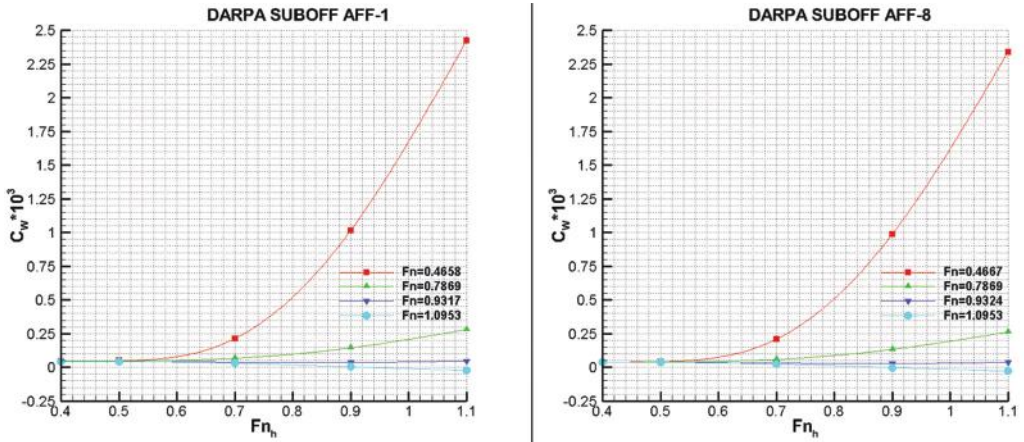 DARPA SUBOFF AFF-1
2.5
2.25
2
1.75
1.5
1.25
1
0.75
0.5
0.25
0
-0.25
C_W*10³
Fn=0.4658
Fn=0.7869
Fn=0.9317
Fn=1.0953
0.4 0.5 0.6 0.7 0.8 0.9 1 1.1
Fn_h
DARPA SUBOFF AFF-8
2.5
2.25
2
1.75
1.5
1.25
1
0.75
0.5
0.25
0
-0.25
C_W*10³
Fn=0.4667
Fn=0.7869
Fn=0.9324
Fn=1.0953
0.4 0.5 0.6 0.7 0.8 0.9 1 1.1
Fn_h